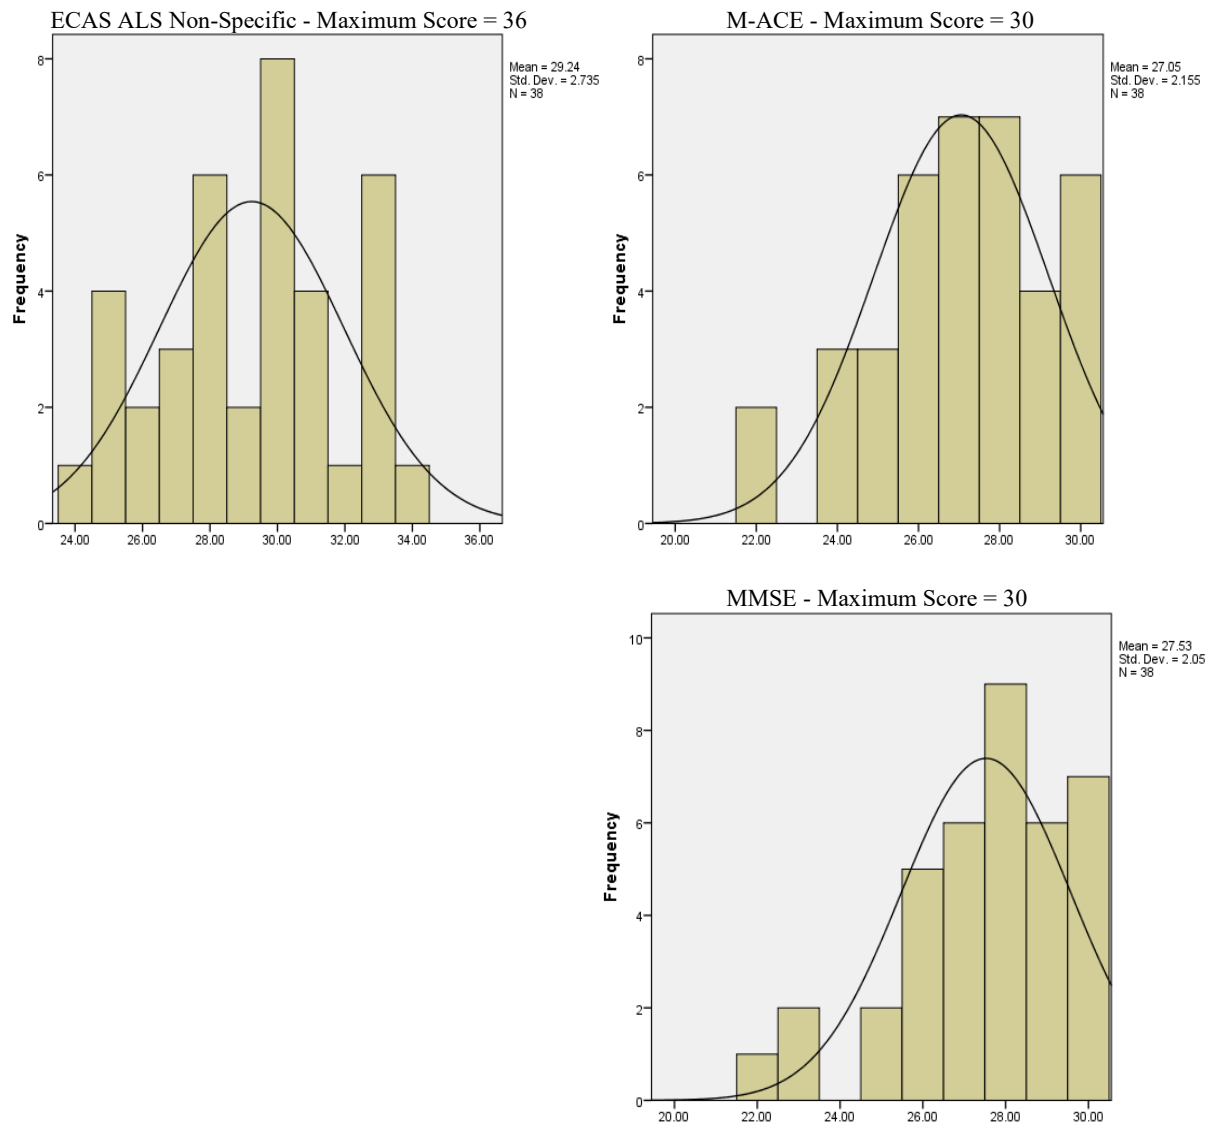 ECAS ALS Non-Specific - Maximum Score = 36
Mean = 29.24
Std. Dev. = 2.735
N = 38
Frequency
8
6
4
2
0
24.00 26.00 28.00 30.00 32.00 34.00 36.00
M-ACE - Maximum Score = 30
Mean = 27.05
Std. Dev. = 2.155
N = 38
Frequency
8
6
4
2
0
20.00 22.00 24.00 26.00 28.00 30.00
MMSE - Maximum Score = 30
Mean = 27.53
Std. Dev. = 2.05
N = 38
Frequency
10
8
6
4
2
0
20.00 22.00 24.00 26.00 28.00 30.00